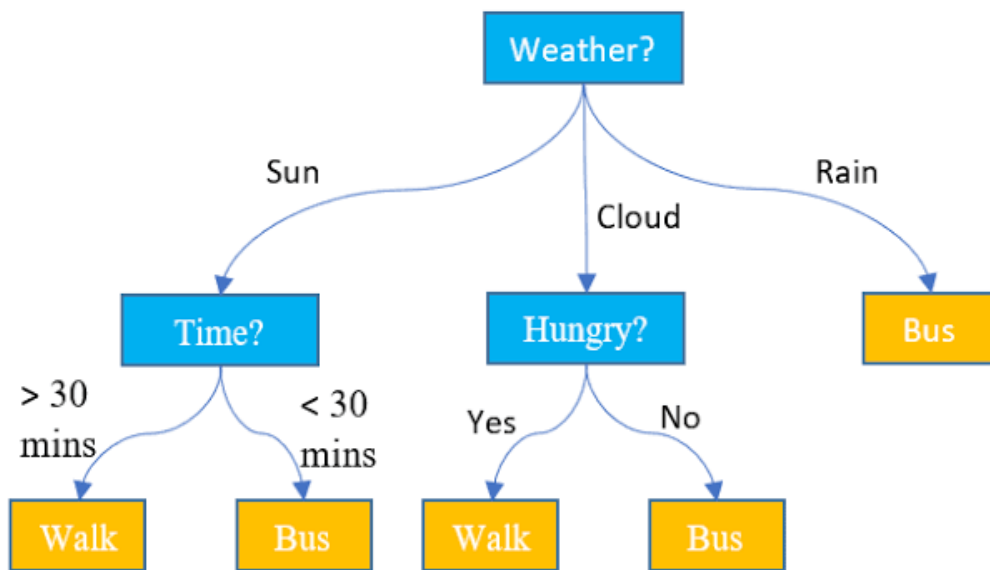 Weather?
Sun
Rain
Cloud
Time?
Hungry?
Bus
> 30
mins
< 30
mins
Yes
No
Walk
Bus
Walk
Bus